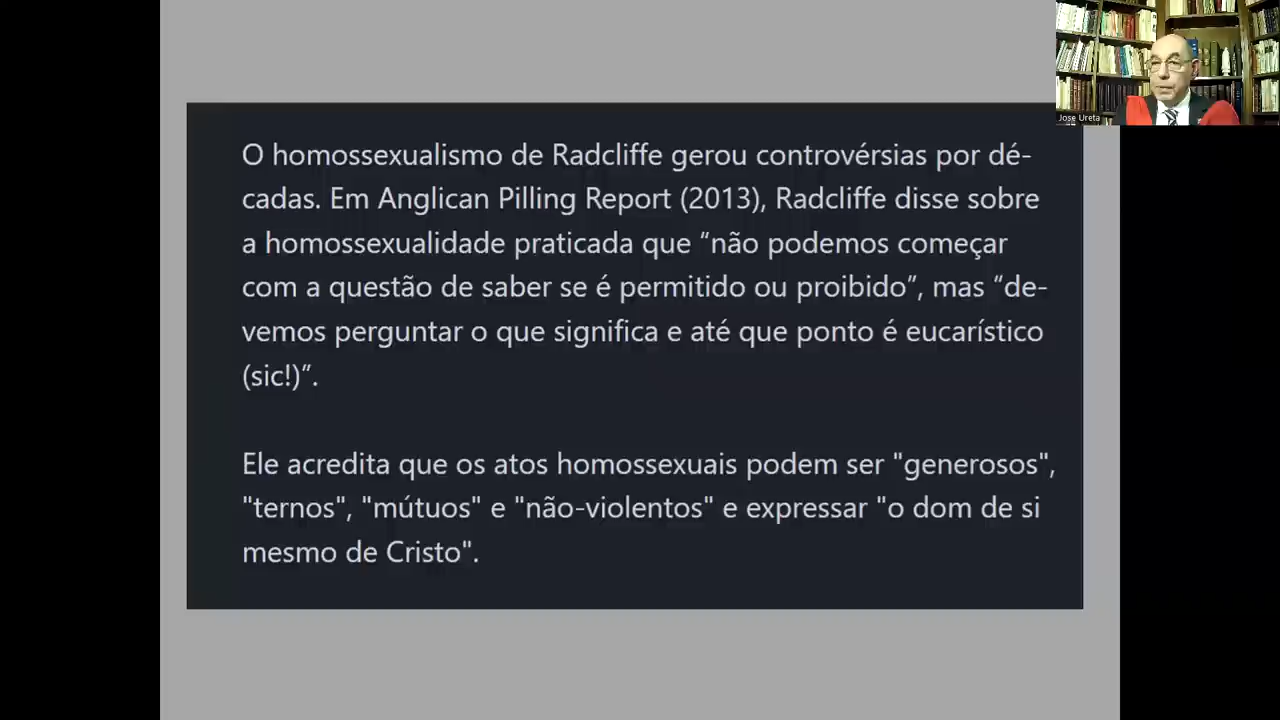 Jose Ureta
O homossexualismo de Radcliffe gerou controvérsias por dé-
cadas. Em Anglican Pilling Report (2013), Radcliffe disse sobre
a homossexualidade praticada que “não podemos começar
com a questão de saber se é permitido ou proibido”, mas “de-
vemos perguntar o que significa e até que ponto é eucarístico
(sic!)”.
Ele acredita que os atos homossexuais podem ser "generosos",
"ternos", "mútuos" e "não-violentos" e expressar "o dom de si
mesmo de Cristo".